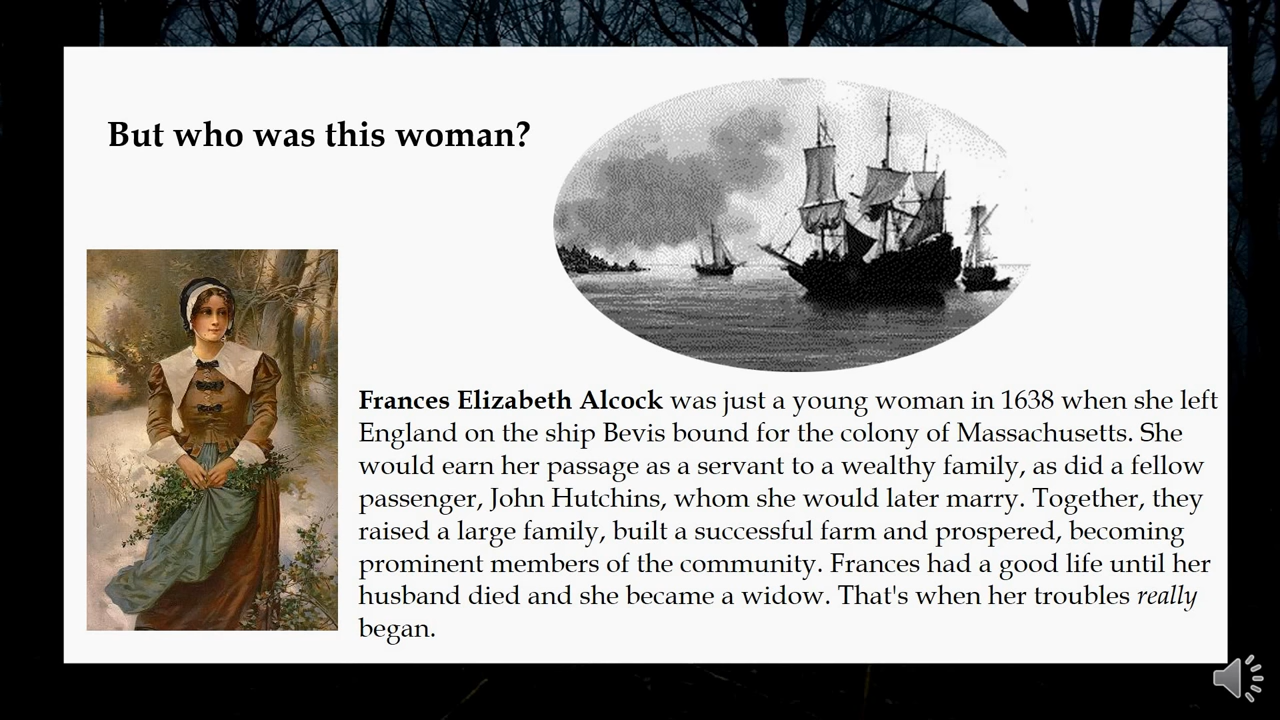 But who was this woman?
Frances Elizabeth Alcock was just a young woman in 1638 when she left
England on the ship Bevis bound for the colony of Massachusetts. She
would earn her passage as a servant to a wealthy family, as did a fellow
passenger, John Hutchins, whom she would later marry. Together, they
raised a large family, built a successful farm and prospered, becoming
prominent members of the community. Frances had a good life until her
husband died and she became a widow. That's when her troubles really
began.